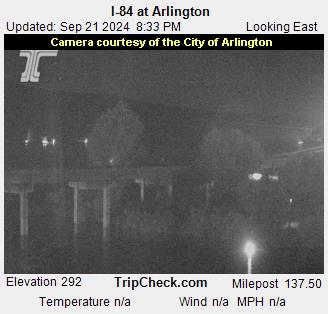 I-84 at Arlington
Updated: Sep 21 2024 8:33 PM Looking East
Camera courtesy of the City of Arlington
Elevation 292 TripCheck.com Milepost 137.50
Temperature n/a Wind n/a MPH n/a